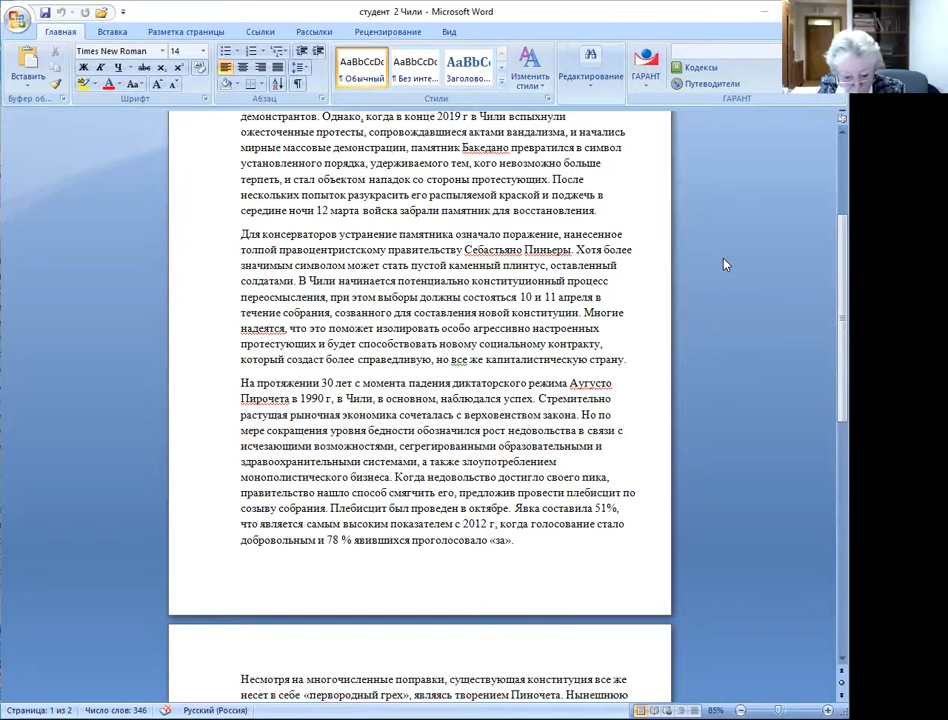 студент 2 Чили - Microsoft Word
Главная Вставка Разметка страницы Ссылки Рассылки Рецензирование Вид
Times New Roman 14
Вставить
Ж К Ч abc x₂ x²
Aa
Буфер об... Шрифт Абзац Стили ГАРАНТ
AaBbCcDc AaBbCcDc AaBbC
¶ Обычный ¶ Без инте... Заголово...
Изменить стили
Редактирование
ГАРАНТ
Кодексы
Путеводители
демонстрантов. Однако, когда в конце 2019 г в Чили вспыхнули
ожесточенные протесты, сопровождавшиеся актами вандализма, и начались
мирные массовые демонстрации, памятник Бакедано превратился в символ
установленного порядка, удерживаемого тем, кого невозможно больше
терпеть, и стал объектом нападок со стороны протестующих. После
нескольких попыток разукрасить его распыляемой краской и поджечь в
середине ночи 12 марта войска забрали памятник для восстановления.
Для консерваторов устранение памятника означало поражение, нанесенное
толпой правоцентристскому правительству Себастьяно Пиньеры. Хотя более
значимым символом может стать пустой каменный плинтус, оставленный
солдатами. В Чили начинается потенциально конституционный процесс
переосмысления, при этом выборы должны состояться 10 и 11 апреля в
течение собрания, созванного для составления новой конституции. Многие
надеятся, что это поможет изолировать особо агрессивно настроенных
протестующих и будет способствовать новому социальному контракту,
который создаст более справедливую, но все же капиталистическую страну.
На протяжении 30 лет с момента падения диктаторского режима Аугусто
Пирочета в 1990 г, в Чили, в основном, наблюдался успех. Стремительно
растущая рыночная экономика сочеталась с верховенством закона. Но по
мере сокращения уровня бедности обозначился рост недовольства в связи с
исчезающими возможностями, сегрегированными образовательными и
здравоохранительными системами, а также злоупотреблением
монополистического бизнеса. Когда недовольство достигло своего пика,
правительство нашло способ смягчить его, предложив провести плебисцит по
созыву собрания. Плебисцит был проведен в октябре. Явка составила 51%,
что является самым высоким показателем с 2012 г, когда голосование стало
добровольным и 78 % явившихся проголосовало «за».
Несмотря на многочисленные поправки, существующая конституция все же
несет в себе «первородный грех», являясь творением Пиночета. Нынешнюю
Страница: 1 из 2 Число слов: 346 Русский (Россия) 85%